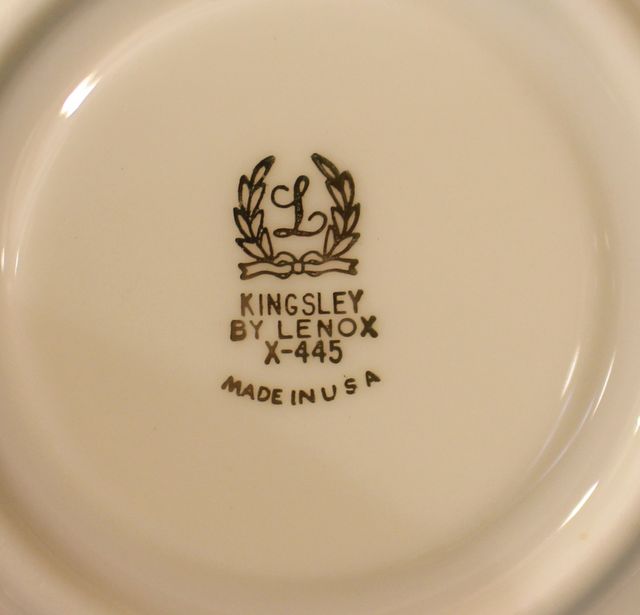 L
KINGSLEY
BY LENOX
X-445
MADE IN USA